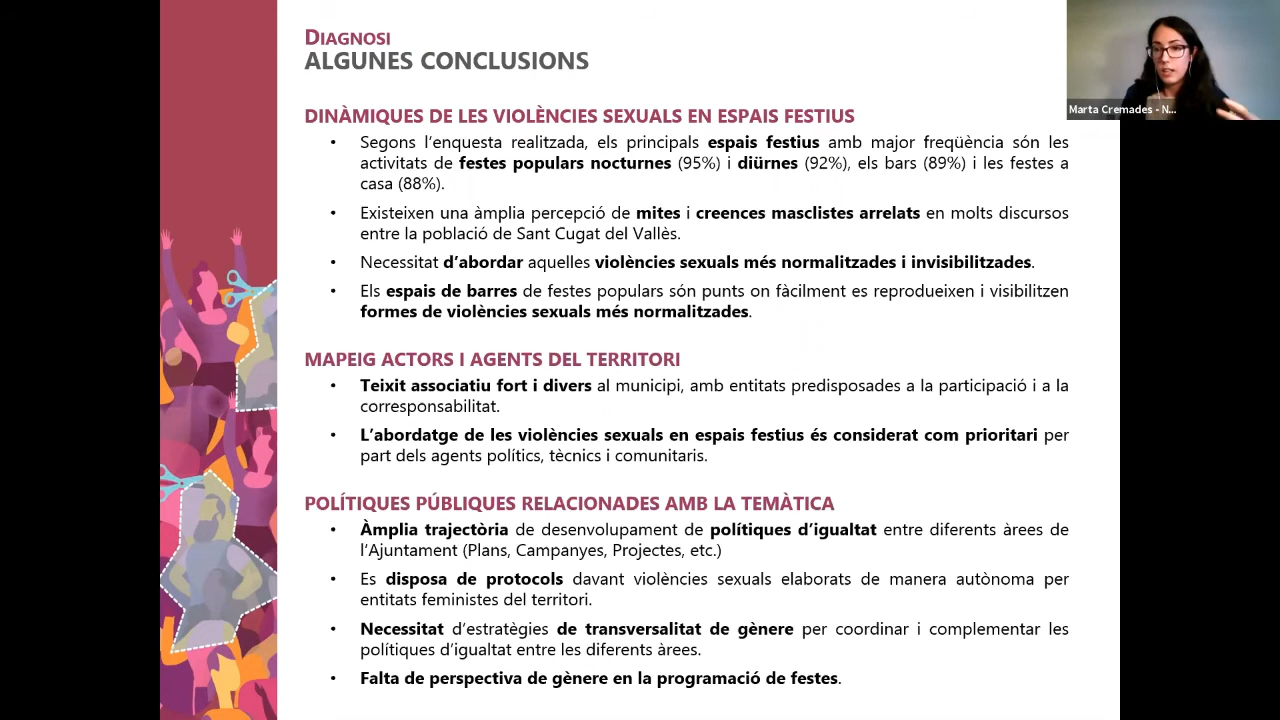 DIAGNOSI
ALGUNES CONCLUSIONS
Marta Cremades - N...
DINÀMIQUES DE LES VIOLÈNCIES SEXUALS EN ESPAIS FESTIUS
• Segons l'enquesta realitzada, els principals espais festius amb major freqüència són les
activitats de festes populars nocturnes (95%) i diürnes (92%), els bars (89%) i les festes a
casa (88%).
• Existeixen una àmplia percepció de mites i creences masclistes arrelats en molts discursos
entre la població de Sant Cugat del Vallès.
• Necessitat d'abordar aquelles violències sexuals més normalitzades i invisibilitzades.
• Els espais de barres de festes populars són punts on fàcilment es reprodueixen i visibilitzen
formes de violències sexuals més normalitzades.
MAPEIG ACTORS I AGENTS DEL TERRITORI
• Teixit associatiu fort i divers al municipi, amb entitats predisposades a la participació i a la
corresponsabilitat.
• L'abordatge de les violències sexuals en espais festius és considerat com prioritari per
part dels agents polítics, tècnics i comunitaris.
POLÍTIQUES PÚBLIQUES RELACIONADES AMB LA TEMÀTICA
• Àmplia trajectòria de desenvolupament de polítiques d'igualtat entre diferents àrees de
l'Ajuntament (Plans, Campanyes, Projectes, etc.)
• Es disposa de protocols davant violències sexuals elaborats de manera autònoma per
entitats feministes del territori.
• Necessitat d'estratègies de transversalitat de gènere per coordinar i complementar les
polítiques d'igualtat entre les diferents àrees.
• Falta de perspectiva de gènere en la programació de festes.